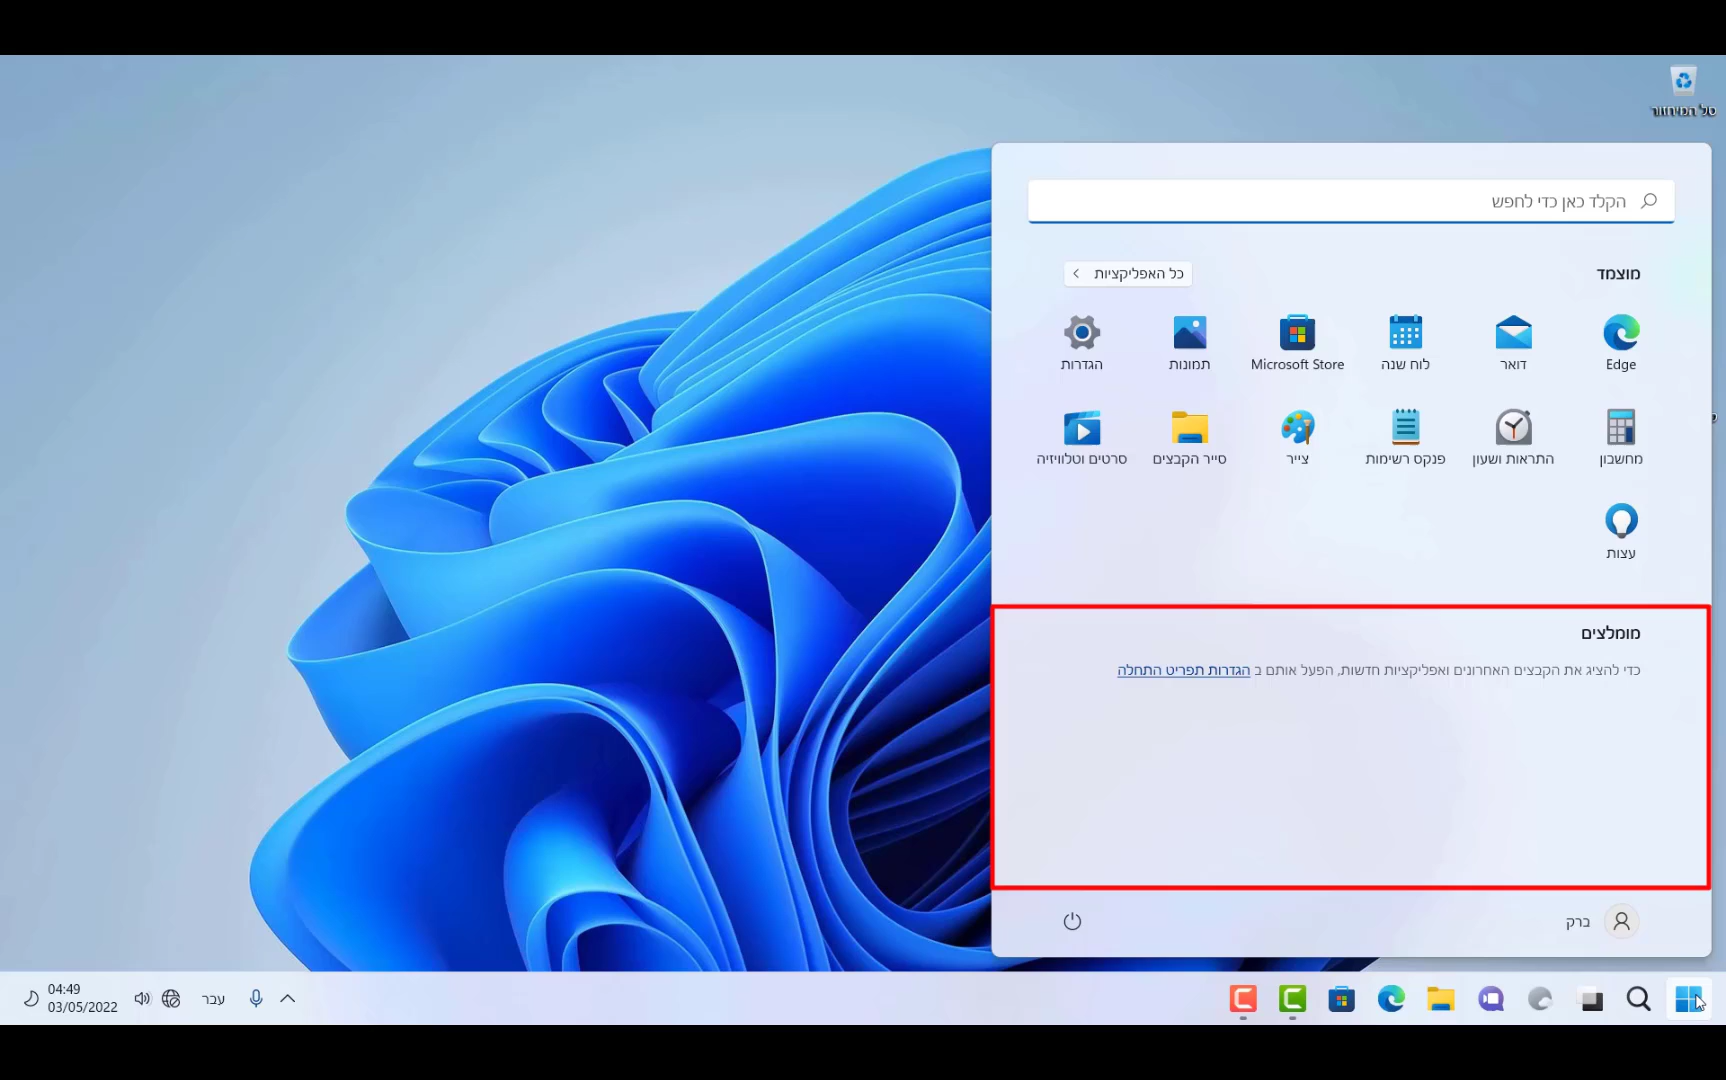 סל המיחזור
הקלד כאן כדי לחפש
מוצמד
כל האפליקציות
Edge
דואר
לוח שנה
Microsoft Store
תמונות
הגדרות
מחשבון
התראות ושעון
פנקס רשימות
צייר
סייר הקבצים
סרטים וטלוויזיה
עצות
מומלצים
כדי להציג את הקבצים האחרונים ואפליקציות חדשות, הפעל אותם ב הגדרות תפריט התחלה
ברק
עבר
04:49
03/05/2022